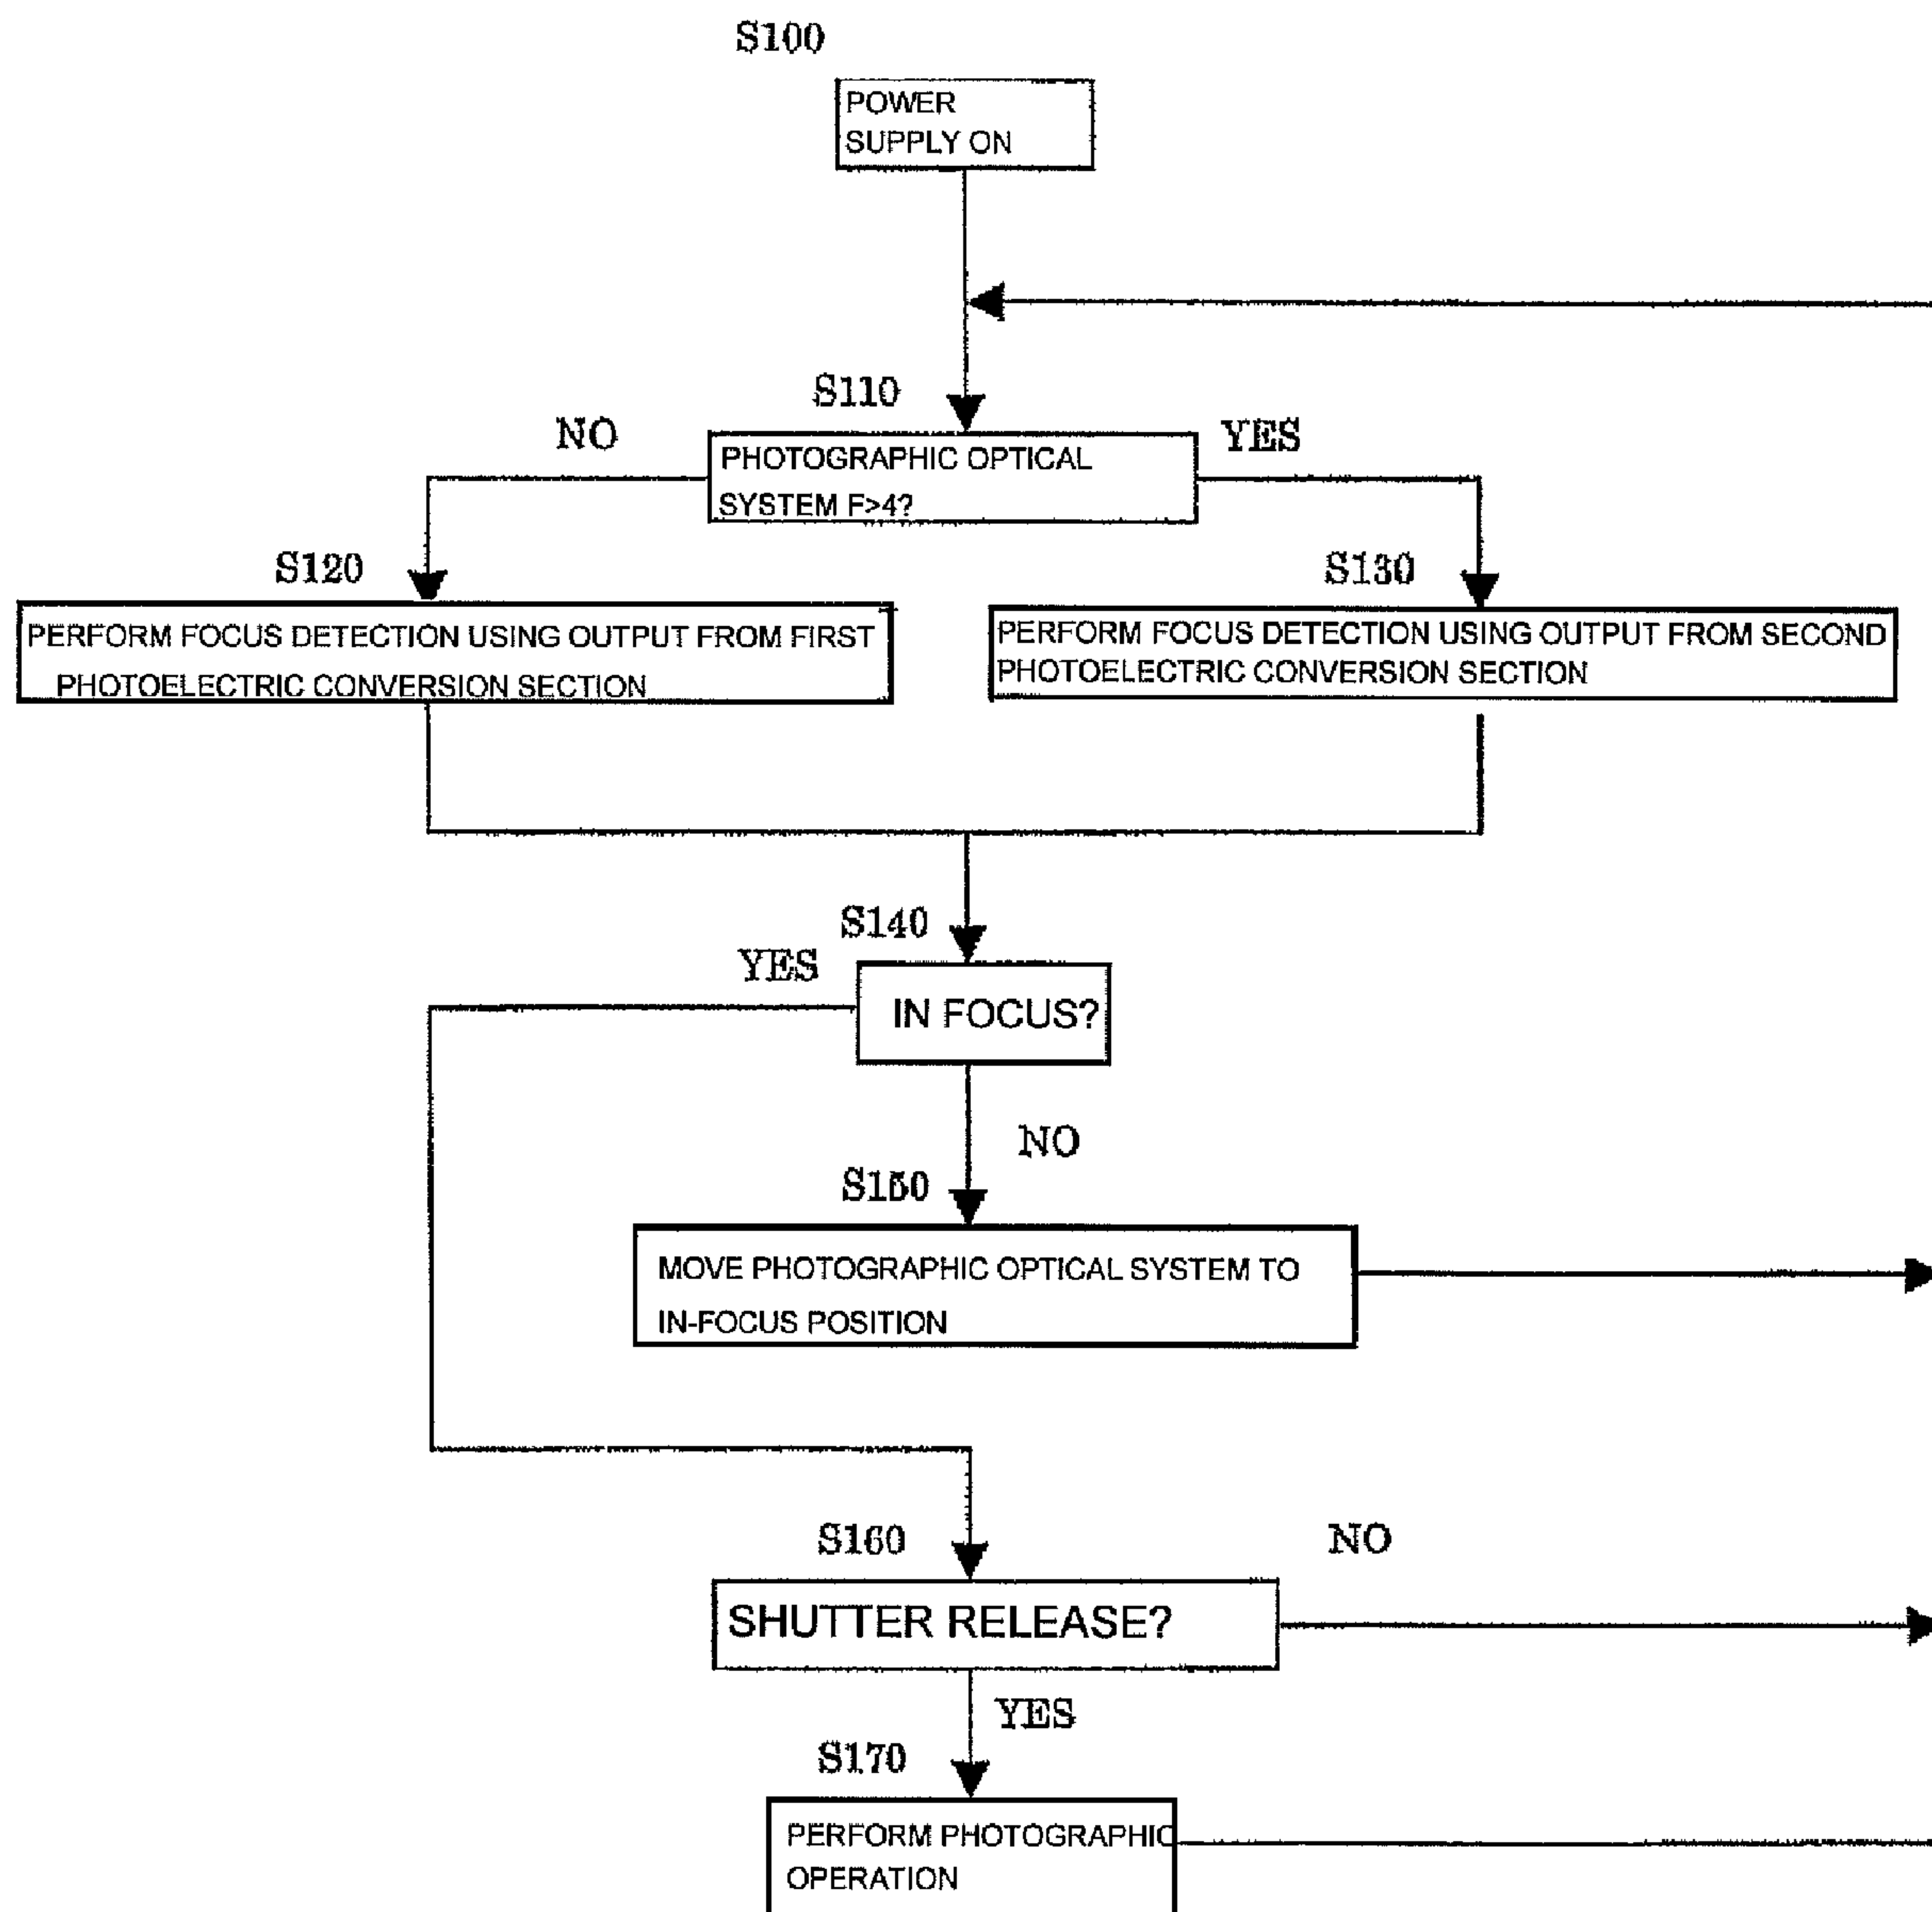 S100
POWER
SUPPLY ON
S110
NO
YES
PHOTOGRAPHIC OPTICAL
SYSTEM F>4?
S120
S130
PERFORM FOCUS DETECTION USING OUTPUT FROM FIRST
PHOTOELECTRIC CONVERSION SECTION
PERFORM FOCUS DETECTION USING OUTPUT FROM SECOND
PHOTOELECTRIC CONVERSION SECTION
S140
YES
IN FOCUS?
NO
S150
MOVE PHOTOGRAPHIC OPTICAL SYSTEM TO
IN-FOCUS POSITION
S160
NO
SHUTTER RELEASE?
YES
S170
PERFORM PHOTOGRAPHIC
OPERATION